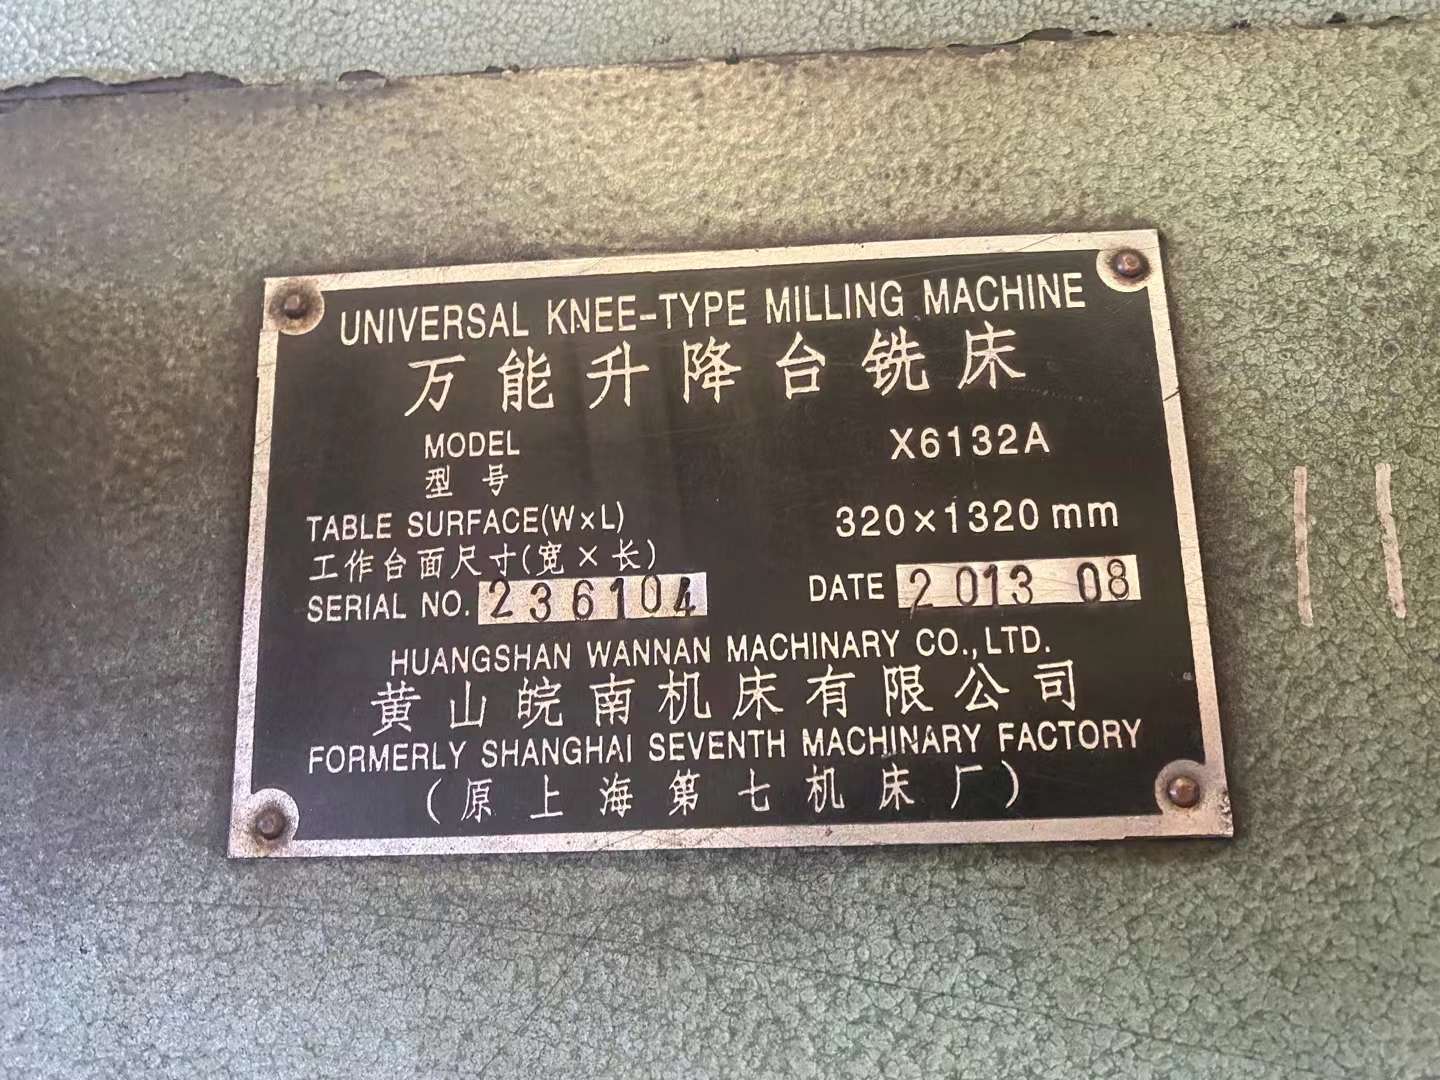 UNIVERSAL KNEE-TYPE MILLING MACHINE
万能升降台铣床
MODEL X6132A
型号
TABLE SURFACE(W×L) 320×1320mm
工作台面尺寸(宽×长)
SERIAL NO. 236104 DATE 2013 08
HUANGSHAN WANNAN MACHINARY CO.,LTD.
黄山皖南机床有限公司
FORMERLY SHANGHAI SEVENTH MACHINARY FACTORY
(原上海第七机床厂)